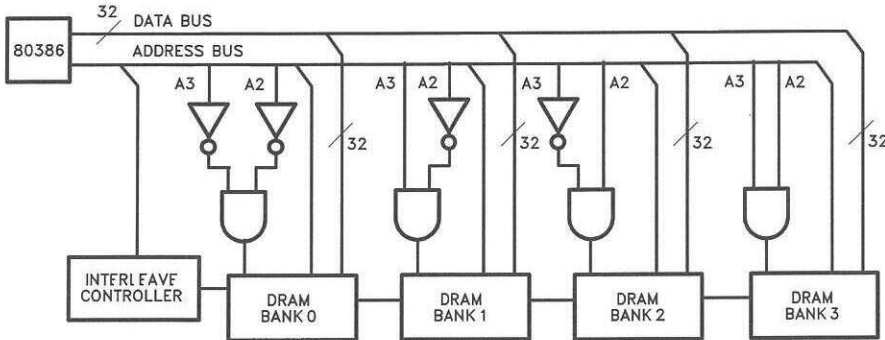 32
DATA BUS
80386
ADDRESS BUS
A3
A2
A3
A2
A3
A2
A3
A2
32
32
32
32
INTERLEAVE
CONTROLLER
DRAM
BANK 0
DRAM
BANK 1
DRAM
BANK 2
DRAM
BANK 3